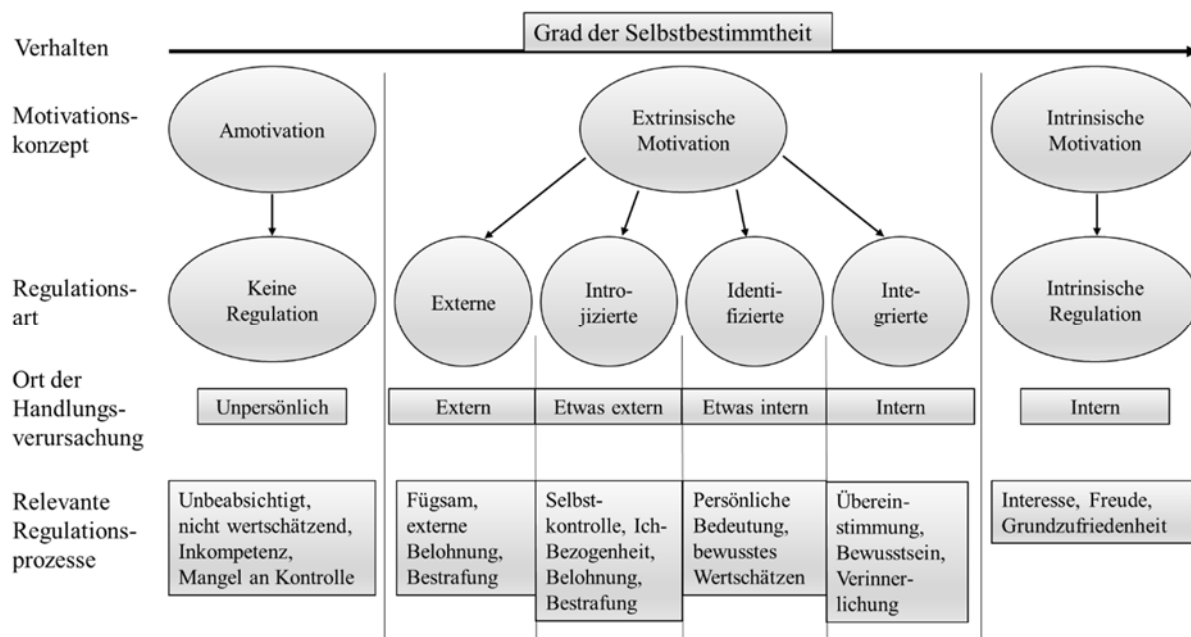 Grad der Selbstbestimmtheit
Verhalten
Motivations-
konzept
Amotivation
Extrinsische
Motivation
Intrinsische
Motivation
Regulations-
art
Keine
Regulation
Externe
Intro-
jizierte
Identi-
fizierte
Inte-
grierte
Intrinsische
Regulation
Ort der
Handlungs-
verursachung
Unpersönlich
Extern
Etwas extern
Etwas intern
Intern
Intern
Relevante
Regulations-
prozesse
Unbeabsichtigt,
nicht wertschätzend,
Inkompetenz,
Mangel an Kontrolle
Fügsam,
externe
Belohnung,
Bestrafung
Selbst-
kontrolle, Ich-
Bezogenheit,
Belohnung,
Bestrafung
Persönliche
Bedeutung,
bewusstes
Wertschätzen
Überein-
stimmung,
Bewusstsein,
Verinner-
lichung
Interesse, Freude,
Grundzufriedenheit